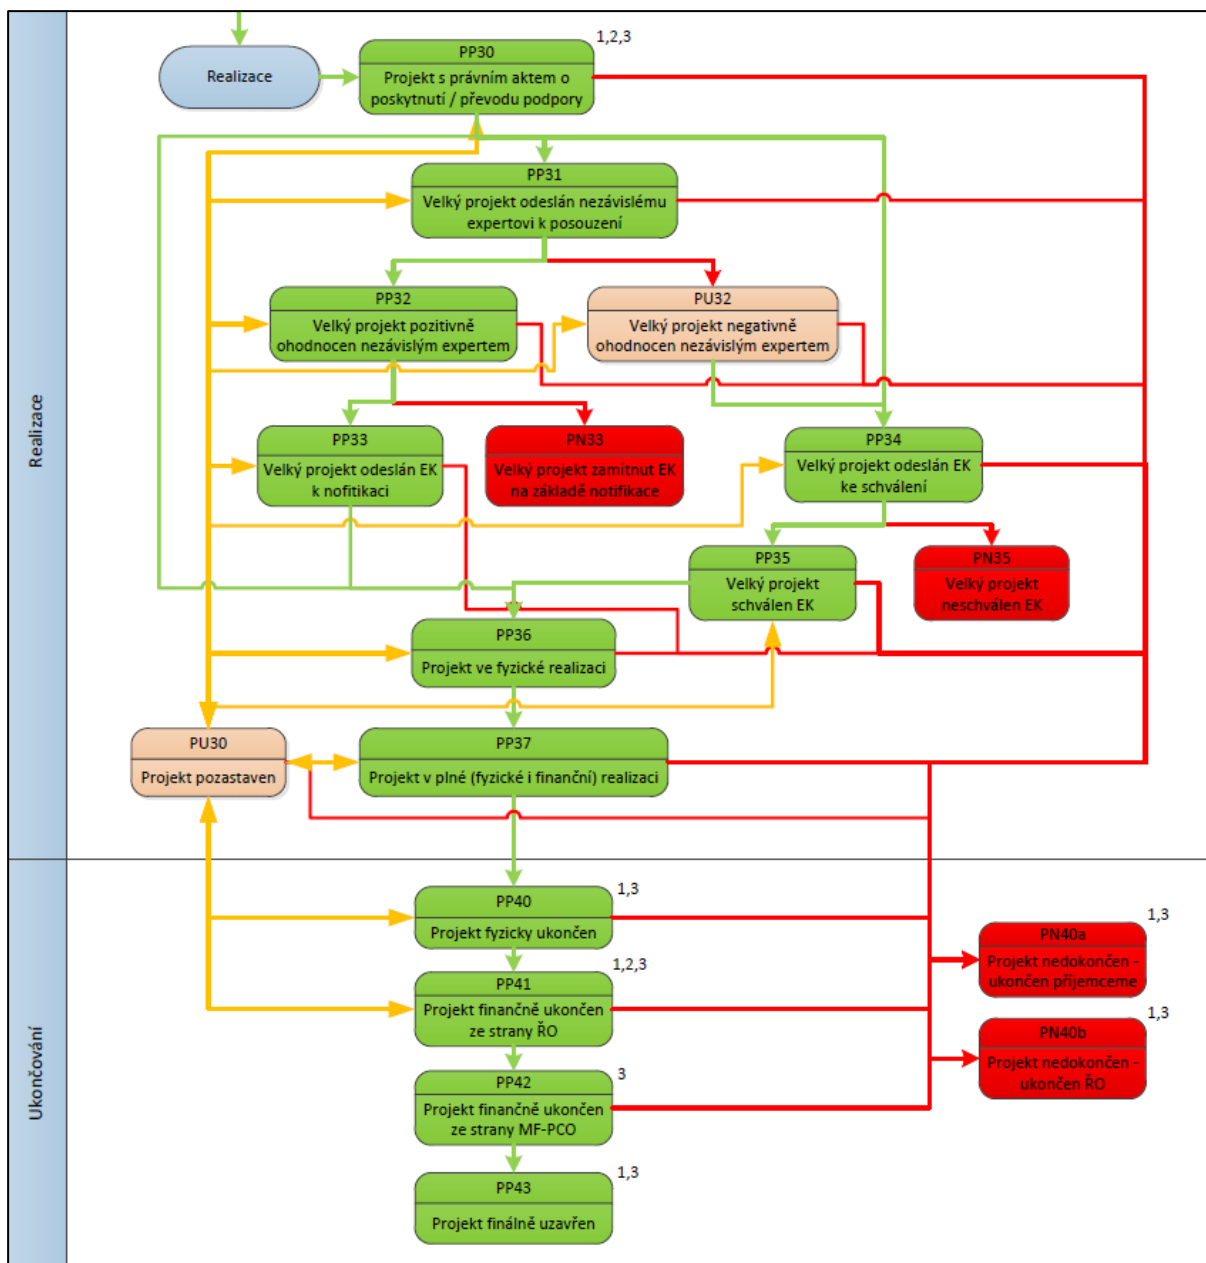 Realizace
1,2,3
PP30
Realizace
Projekt s právním aktem o
poskytnutí / převodu podpory
PP31
Velký projekt odeslán nezávislému
expertovi k posouzení
PP32
Velký projekt pozitivně
ohodnocen nezávislým expertem
PU32
Velký projekt negativně
ohodnocen nezávislým expertem
PP33
Velký projekt odeslán EK
k nofitikaci
PN33
Velký projekt zamítnut EK
na základě notifikace
PP34
Velký projekt odeslán EK
ke schválení
PP35
Velký projekt
schválen EK
PN35
Velký projekt
neschválen EK
PP36
Projekt ve fyzické realizaci
PU30
Projekt pozastaven
PP37
Projekt v plné (fyzické i finanční) realizaci
Ukončování
1,3
PP40
Projekt fyzicky ukončen
1,3
PN40a
Projekt nedokončen -
ukončen příjemceme
1,2,3
PP41
Projekt finančně ukončen
ze strany ŘO
1,3
PN40b
Projekt nedokončen -
ukončen ŘO
3
PP42
Projekt finančně ukončen
ze strany MF-PCO
1,3
PP43
Projekt finálně uzavřen